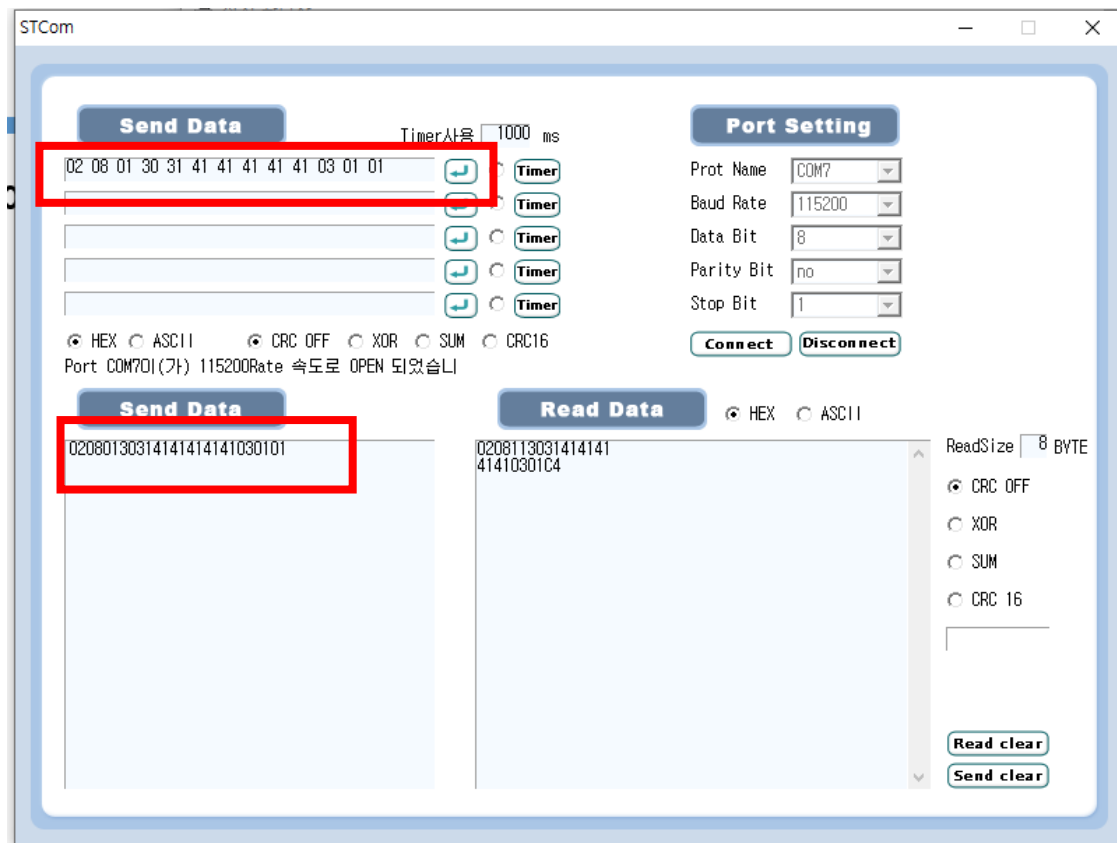 STCom
Send Data
Timer사용 1000 ms
02 08 01 30 31 41 41 41 41 41 03 01 01
Timer
Timer
Timer
Timer
Timer
HEX ASCII CRC OFF XOR SUM CRC16
Port COM7이(가) 115200Rate 속도로 OPEN 되었습니
Port Setting
Prot Name COM7
Baud Rate 115200
Data Bit 8
Parity Bit no
Stop Bit 1
Connect Disconnect
Send Data
02080130314141414141030101
Read Data HEX ASCII
0208113031414141
41410301C4
ReadSize 8 BYTE
CRC OFF
XOR
SUM
CRC 16
Read clear
Send clear